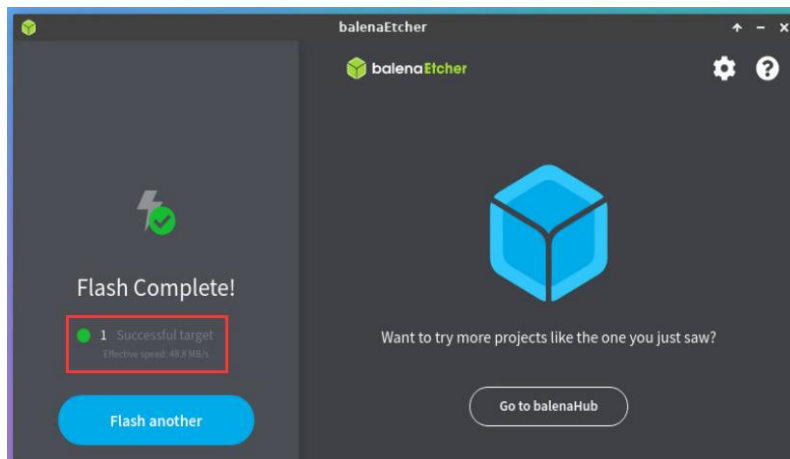 balenaEtcher
balenaEtcher
Flash Complete!
1 Successful target
Effective speed: 48.8 MB/s
Flash another
Want to try more projects like the one you just saw?
Go to balenaHub